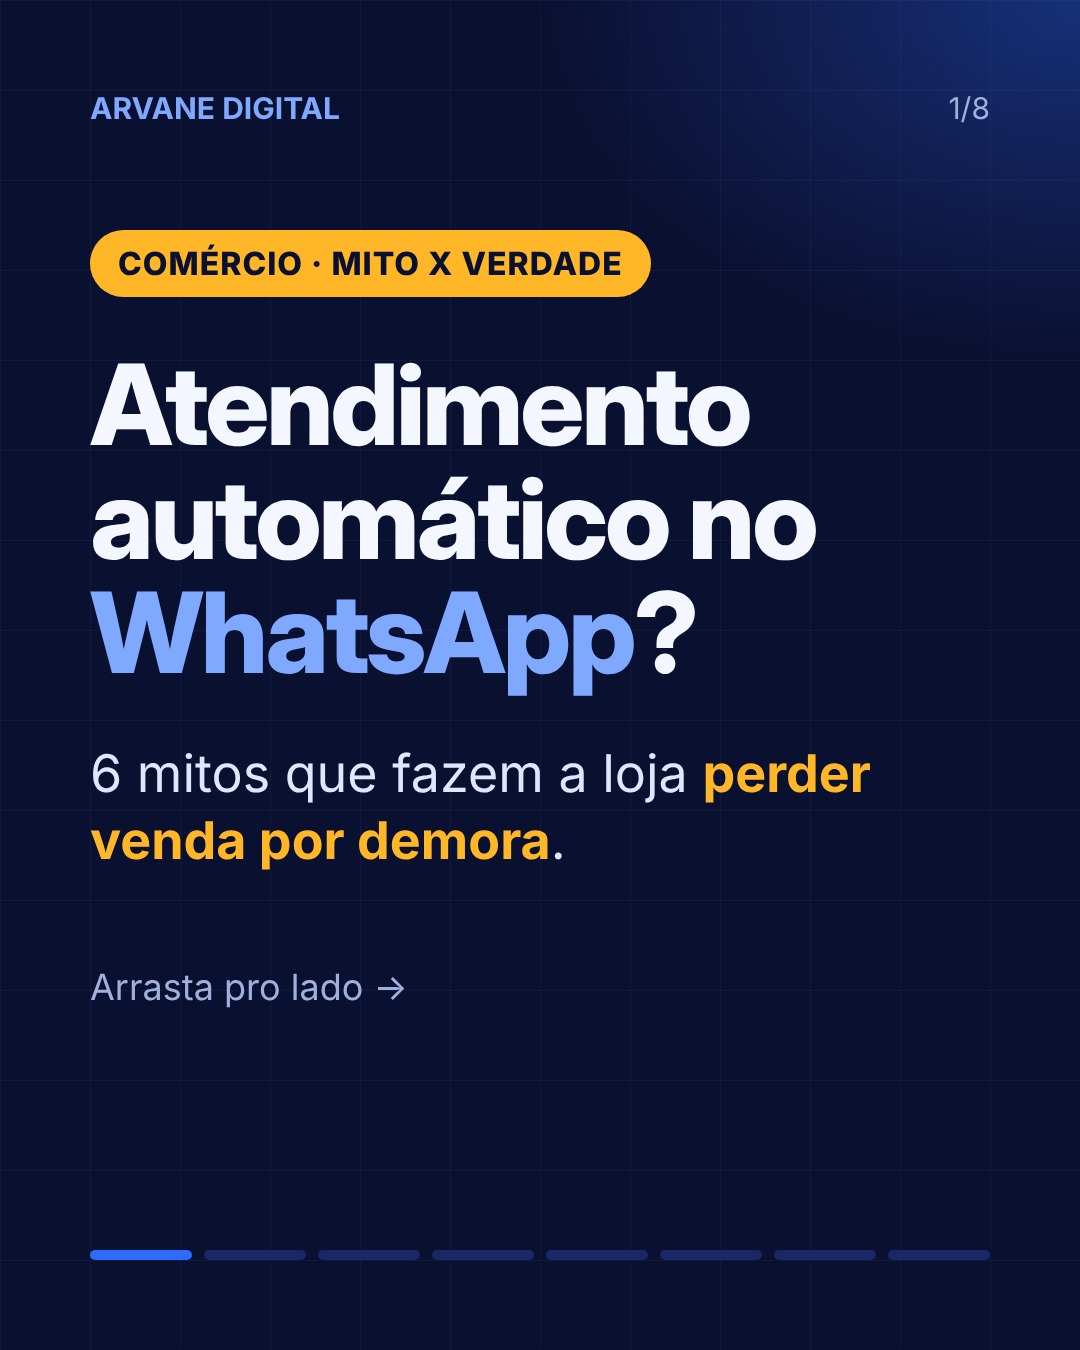 ARVANE DIGITAL
1/8
COMÉRCIO · MITO X VERDADE
Atendimento
automático no
WhatsApp?
6 mitos que fazem a loja perder
venda por demora.
Arrasta pro lado →